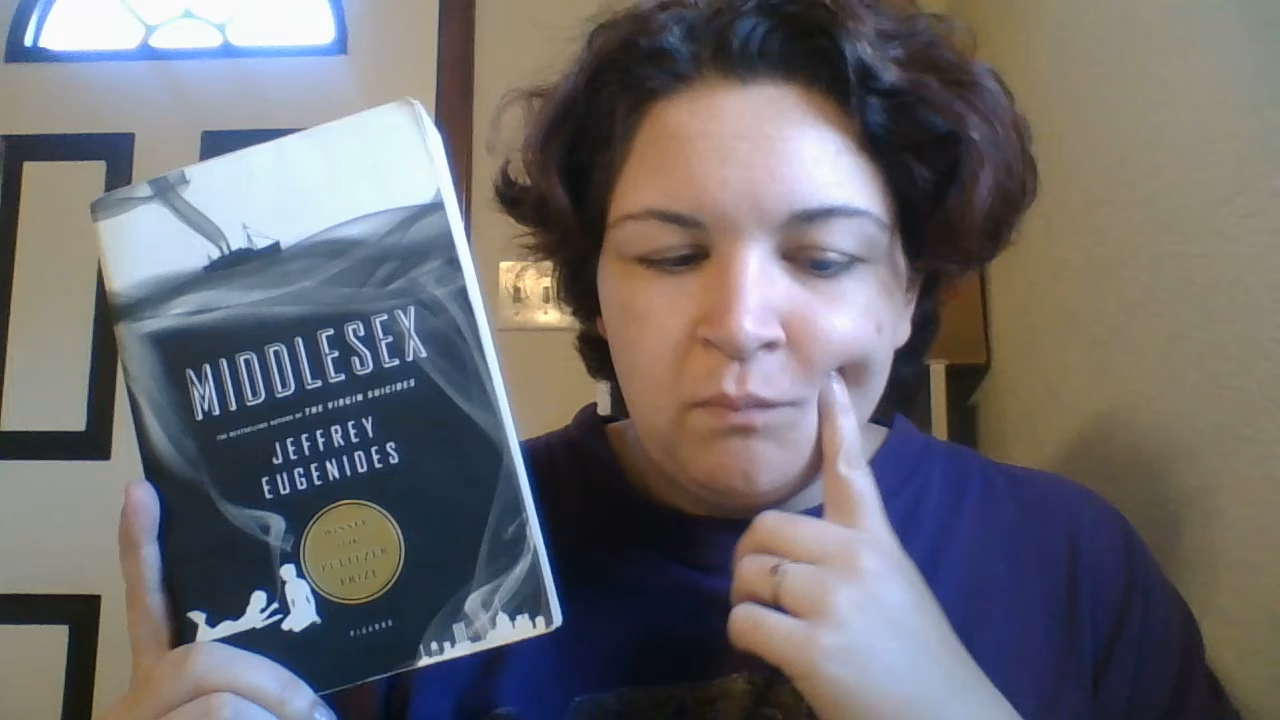 MIDDLESEX
THE BESTSELLING AUTHOR OF THE VIRGIN SUICIDES
JEFFREY
EUGENIDES
WINNER
OF THE
PULITZER
PRIZE
PICADOR